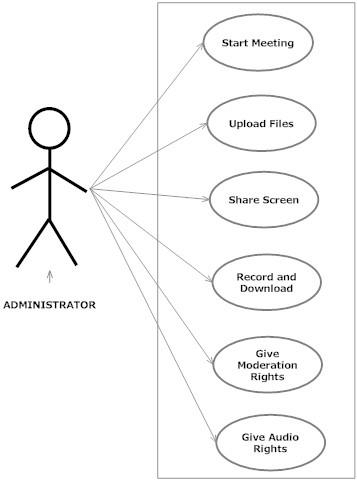 Start Meeting
Upload Files
Share Screen
Record and
Download
ADMINISTRATOR
Give
Moderation
Rights
Give Audio
Rights